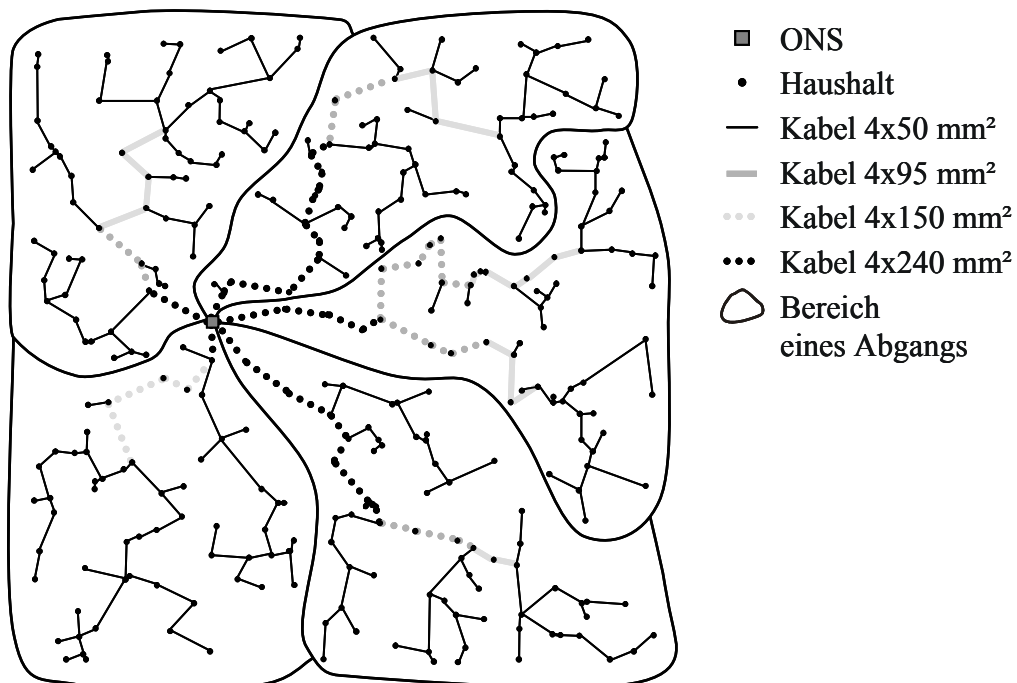 ONS
Haushalt
Kabel 4x50 mm²
Kabel 4x95 mm²
Kabel 4x150 mm²
Kabel 4x240 mm²
Bereich
eines Abgangs